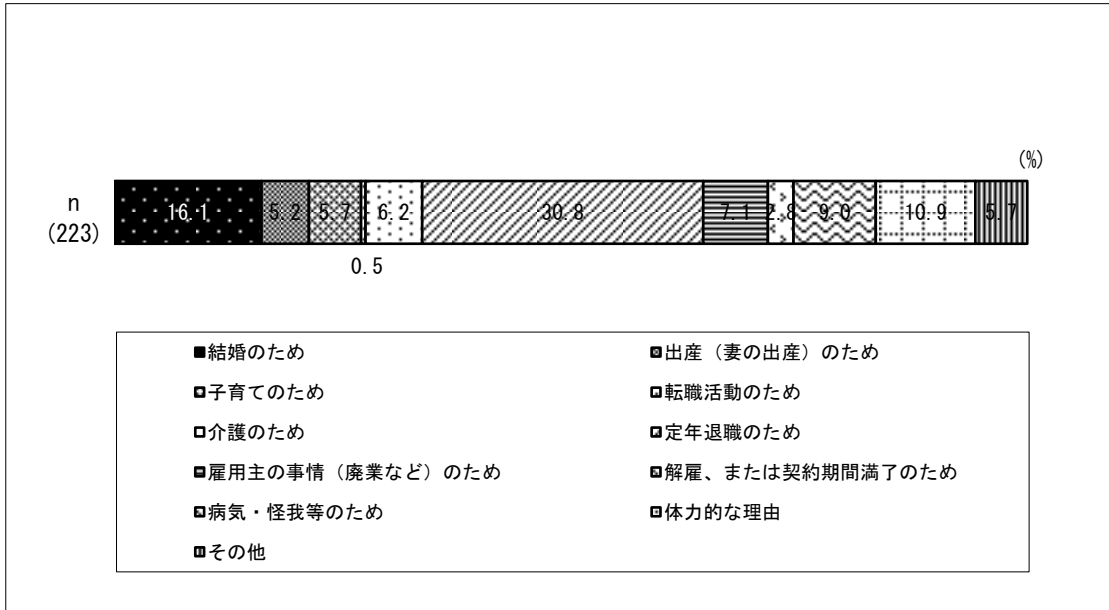 (%)
n
(223)
16.1 5.2 5.7 6.2 30.8 7.1 2.8 9.0 10.9 5.7
0.5
■結婚のため
出産（妻の出産）のため
子育てのため
転職活動のため
介護のため
定年退職のため
雇用主の事情（廃業など）のため
解雇、または契約期間満了のため
病気・怪我等のため
体力的な理由
その他